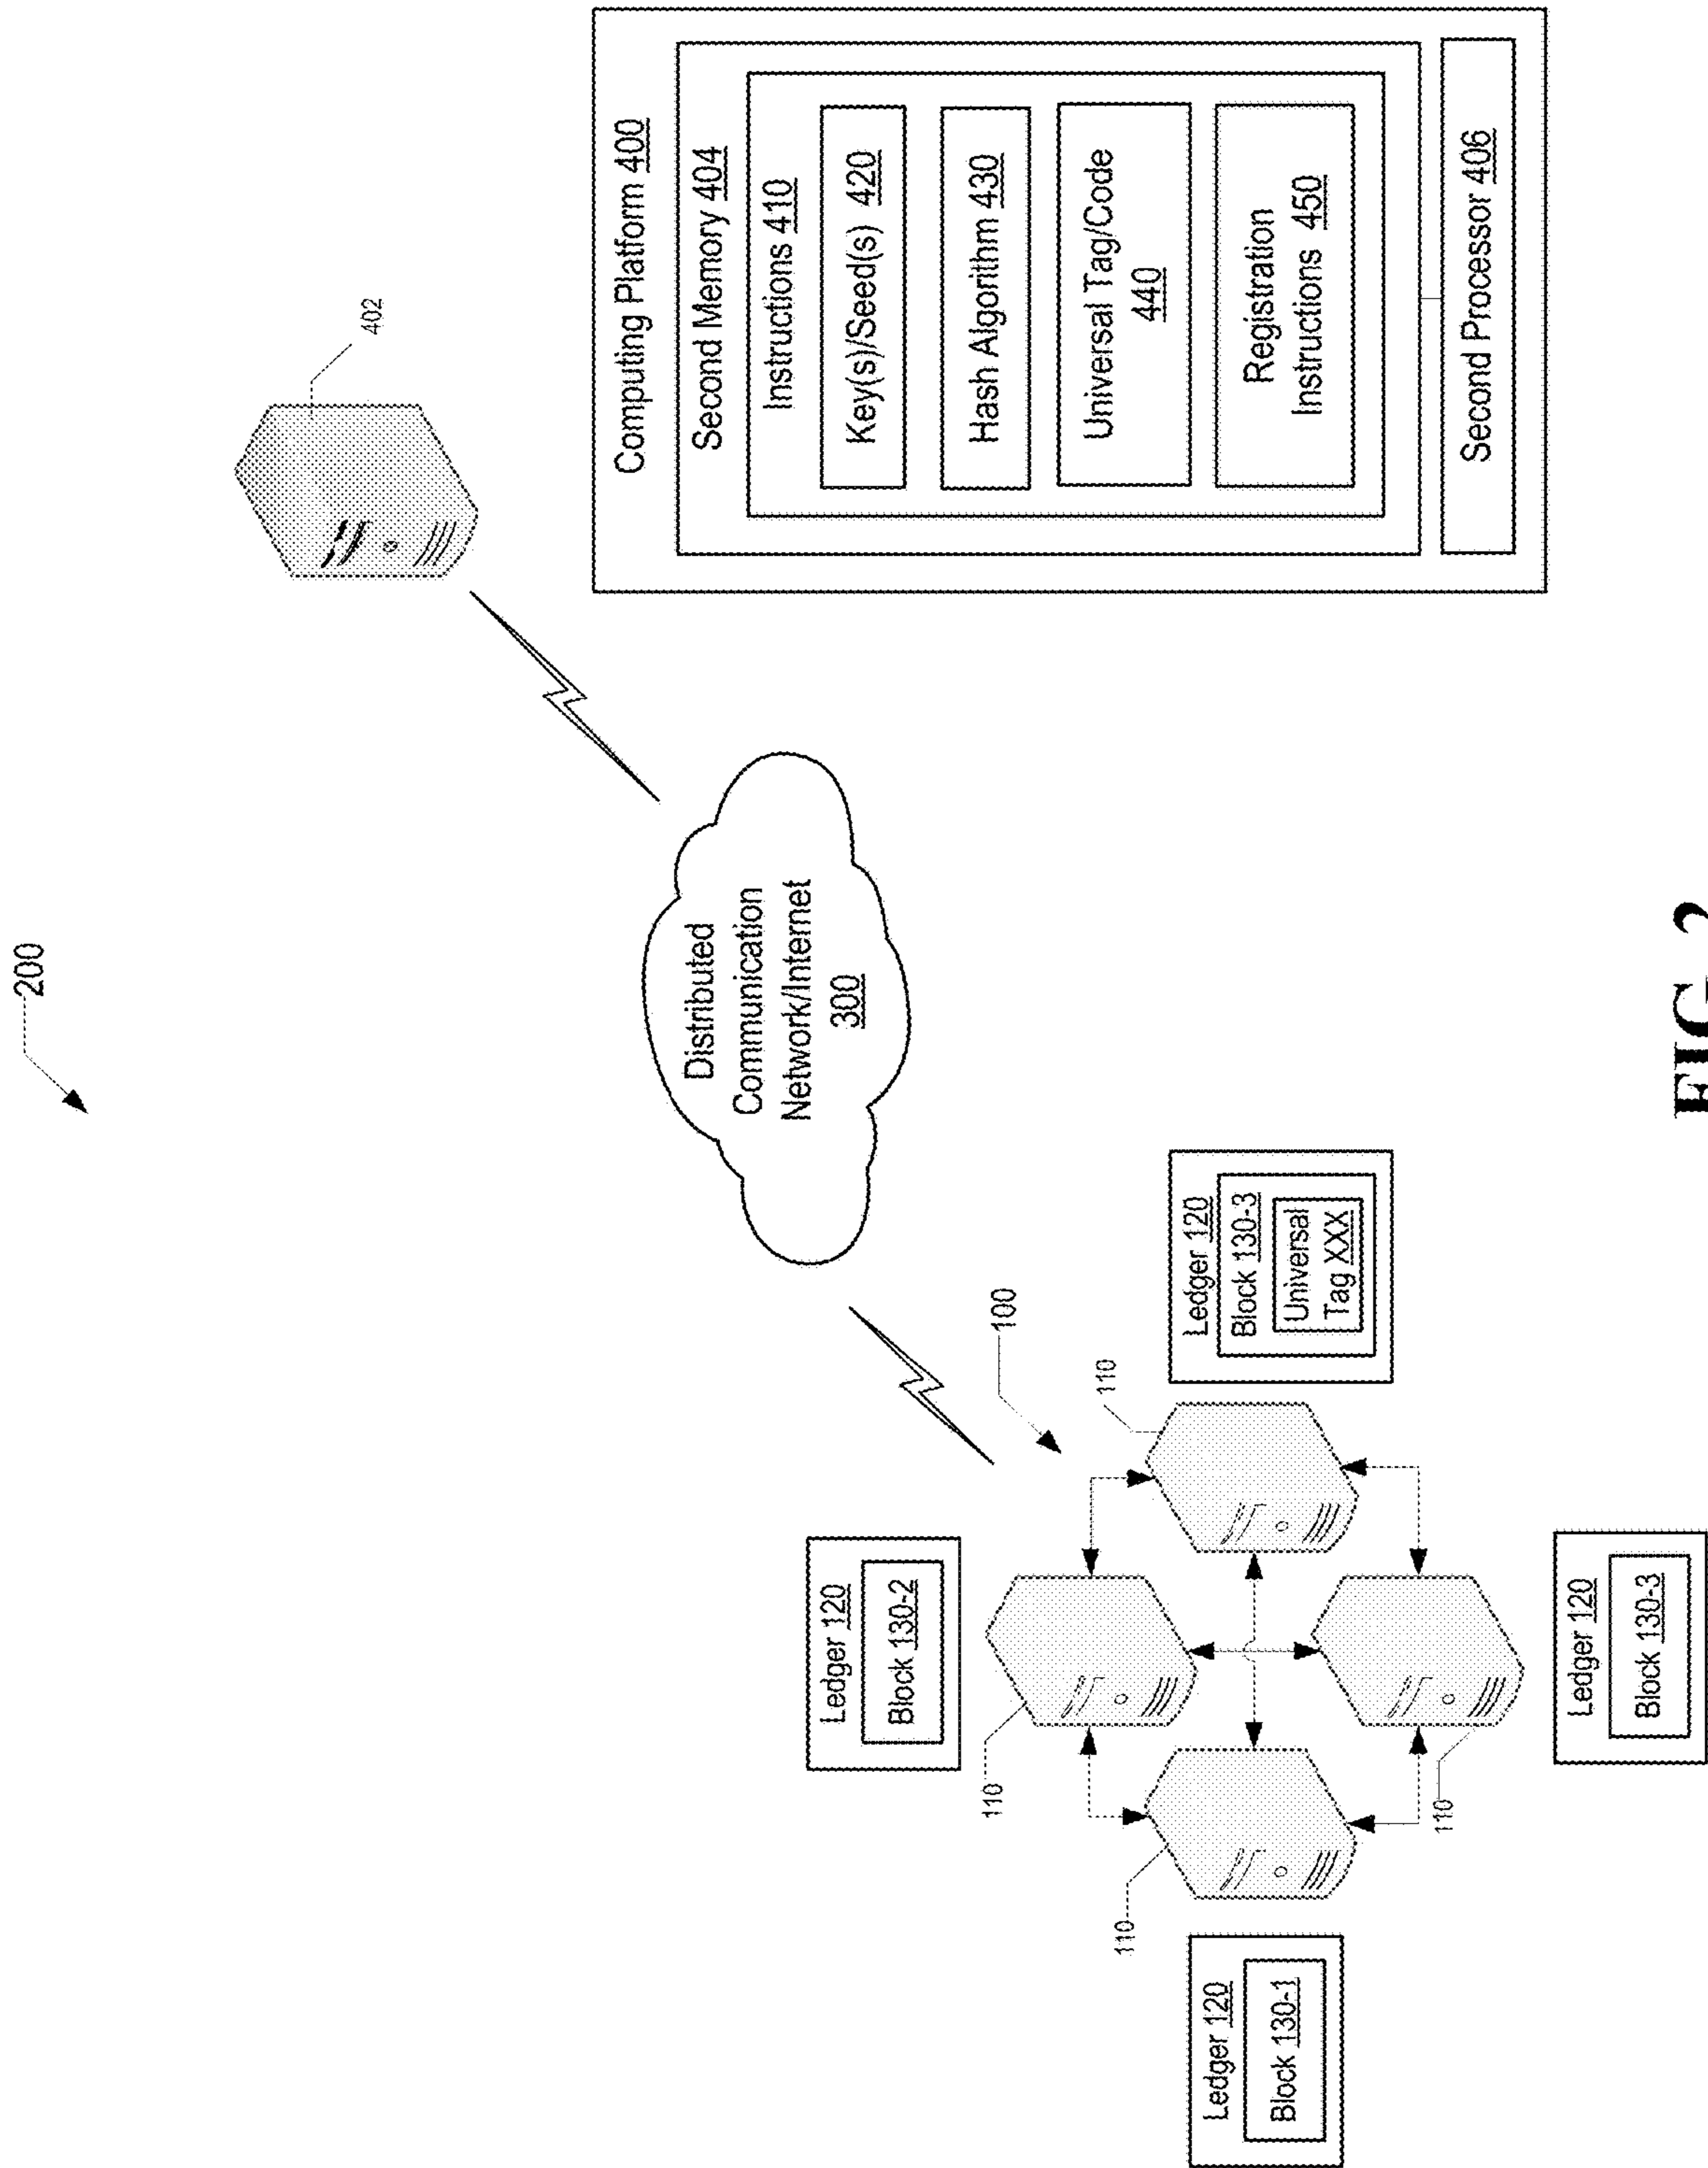 200
402
Computing Platform 400
Second Memory 404
Instructions 410
Key(s)/Seed(s) 420
Hash Algorithm 430
Universal Tag/Code
440
Registration
Instructions 450
Second Processor 406
Distributed
Communication
Network/Internet
300
100
Ledger 120
Block 130-2
110
Ledger 120
Block 130-3
Universal
Tag XXX
110
Ledger 120
Block 130-1
110
Ledger 120
Block 130-3
110
FIG. 2